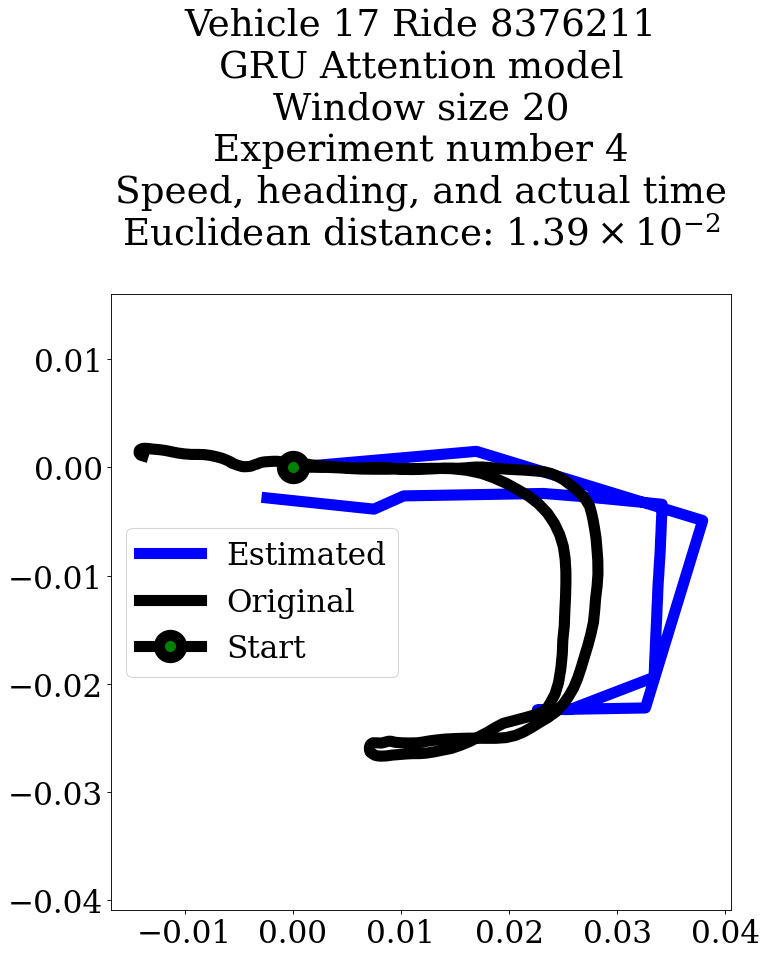 Vehicle 17 Ride 8376211
GRU Attention model
Window size 20
Experiment number 4
Speed, heading, and actual time
Euclidean distance: 1.39 × 10⁻²
0.01
0.00
−0.01
−0.02
−0.03
−0.04
Estimated
Original
Start
−0.01 0.00 0.01 0.02 0.03 0.04